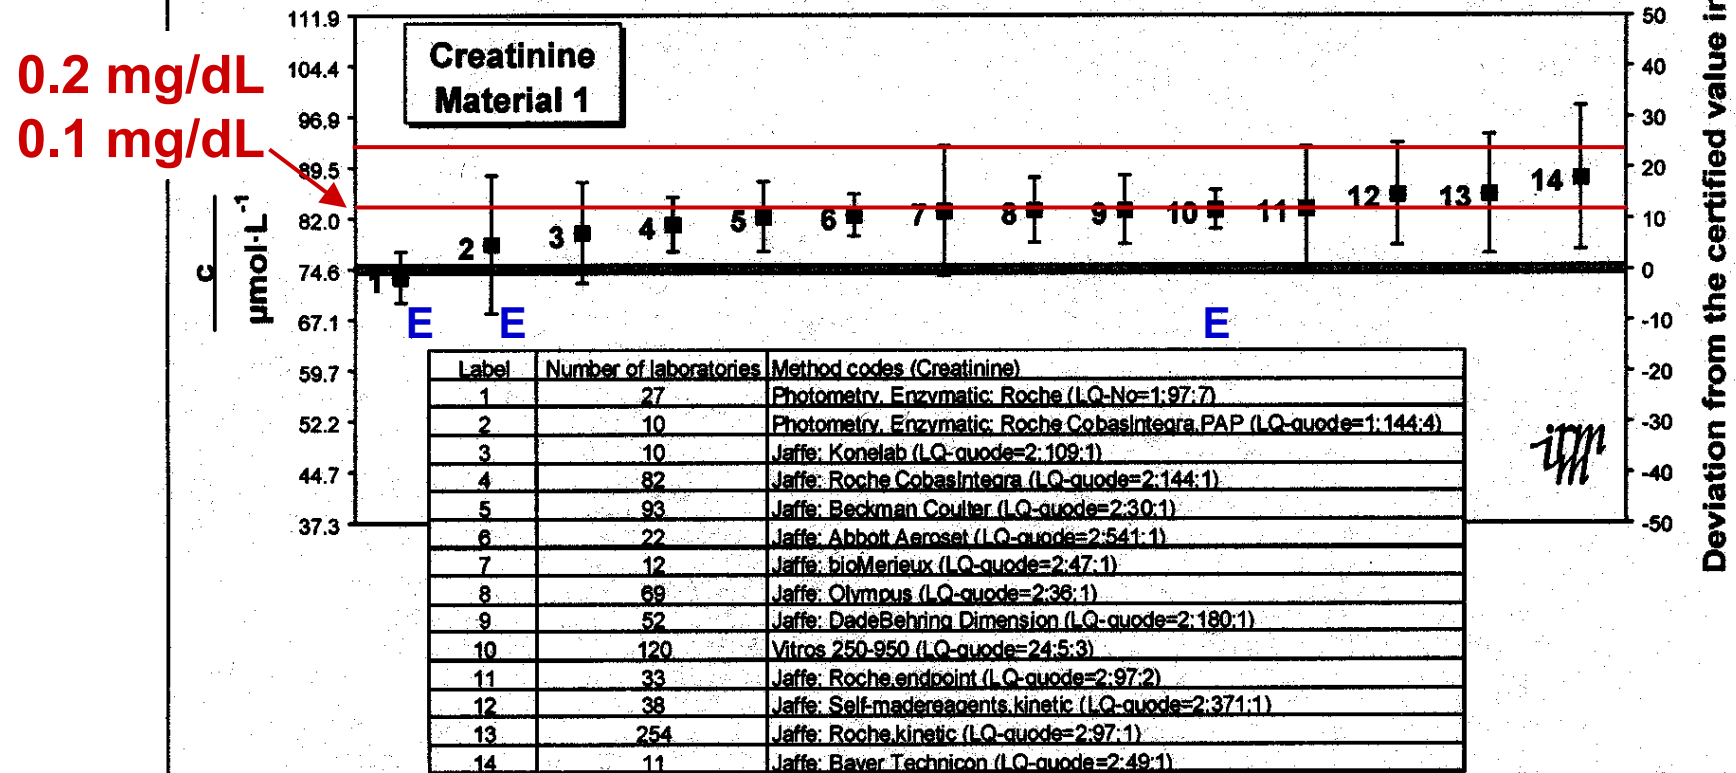 0.2 mg/dL
0.1 mg/dL
Creatinine
Material 1
111.9
104.4
96.9
89.5
82.0
74.6
67.1
59.7
52.2
44.7
37.3
c
µmol·L⁻¹
50
40
30
20
10
0
-10
-20
-30
-40
-50
Deviation from the certified value in
1
2
3
4
5
6
7
8
9
10
11
12
13
14
E
E
E
Label Number of laboratories Method codes (Creatinine)
1 27 Photometry, Enzymatic: Roche (LQ-No=1;97;7)
2 10 Photometry, Enzymatic: Roche CobasIntegra,PAP (LQ-quode=1;144;4)
3 10 Jaffe: Konelab (LQ-quode=2;109;1)
4 82 Jaffe: Roche CobasIntegra (LQ-quode=2;144;1)
5 93 Jaffe: Beckman Coulter (LQ-quode=2;30;1)
6 22 Jaffe: Abbott Aeroset (LQ-quode=2;541;1)
7 12 Jaffe: bioMerieux (LQ-quode=2;47;1)
8 69 Jaffe: Olympus (LQ-quode=2;36;1)
9 52 Jaffe: DadeBehring Dimension (LQ-quode=2;180;1)
10 120 Vitros 250-950 (LQ-quode=24;5;3)
11 33 Jaffe: Roche,endpoint (LQ-quode=2;97;2)
12 38 Jaffe: Self-madereagents,kinetic (LQ-quode=2;371;1)
13 254 Jaffe: Roche,kinetic (LQ-quode=2;97;1)
14 11 Jaffe: Bayer Technicon (LQ-quode=2;49;1)